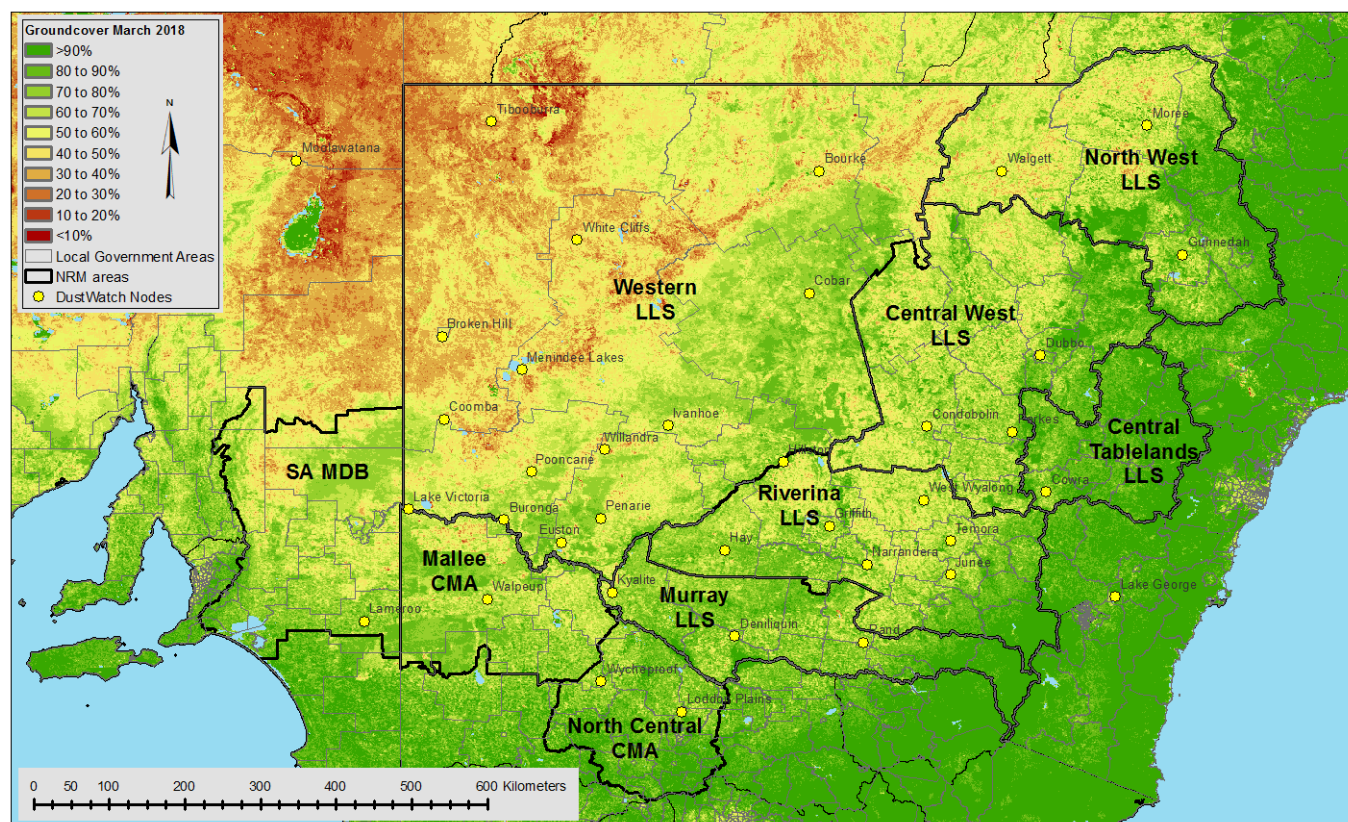 Groundcover March 2018
>90%
80 to 90%
70 to 80%
60 to 70%
50 to 60%
40 to 50%
30 to 40%
20 to 30%
10 to 20%
<10%
Local Government Areas
NRM areas
DustWatch Nodes
N
Tibooburra
Moolawatana
Moree
Bourke
Walgett
North West
LLS
White Cliffs
Gunnedah
Western
LLS
Cobar
Central West
LLS
Broken Hill
Dubbo
Menindee Lakes
Coomba
Ivanhoe
Condobolin
Parkes
Central
Tablelands
LLS
Willandra
SA MDB
Pooncarie
Riverina
LLS
West Wyalong
Cowra
Lake Victoria
Buronga
Penarie
Griffith
Euston
Temora
Hay
Mallee
CMA
Narrandera
Junee
Kyalite
Walpeup
Murray
LLS
Lake George
Lameroo
Deniliquin
Rand
Wycheproof
Loddon Plains
North Central
CMA
0 50 100 200 300 400 500 600 Kilometers